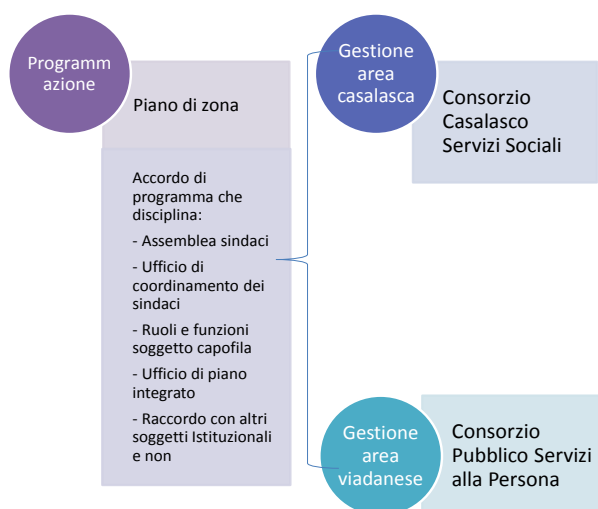 Programm
azione
Piano di zona
Accordo di
programma che
disciplina:
- Assemblea sindaci
- Ufficio di
coordinamento dei
sindaci
- Ruoli e funzioni
soggetto capofila
- Ufficio di piano
integrato
- Raccordo con altri
soggetti Istituzionali
e non
Gestione
area
casalasca
Consorzio
Casalasco
Servizi Sociali
Gestione
area
viadanese
Consorzio
Pubblico Servizi
alla Persona